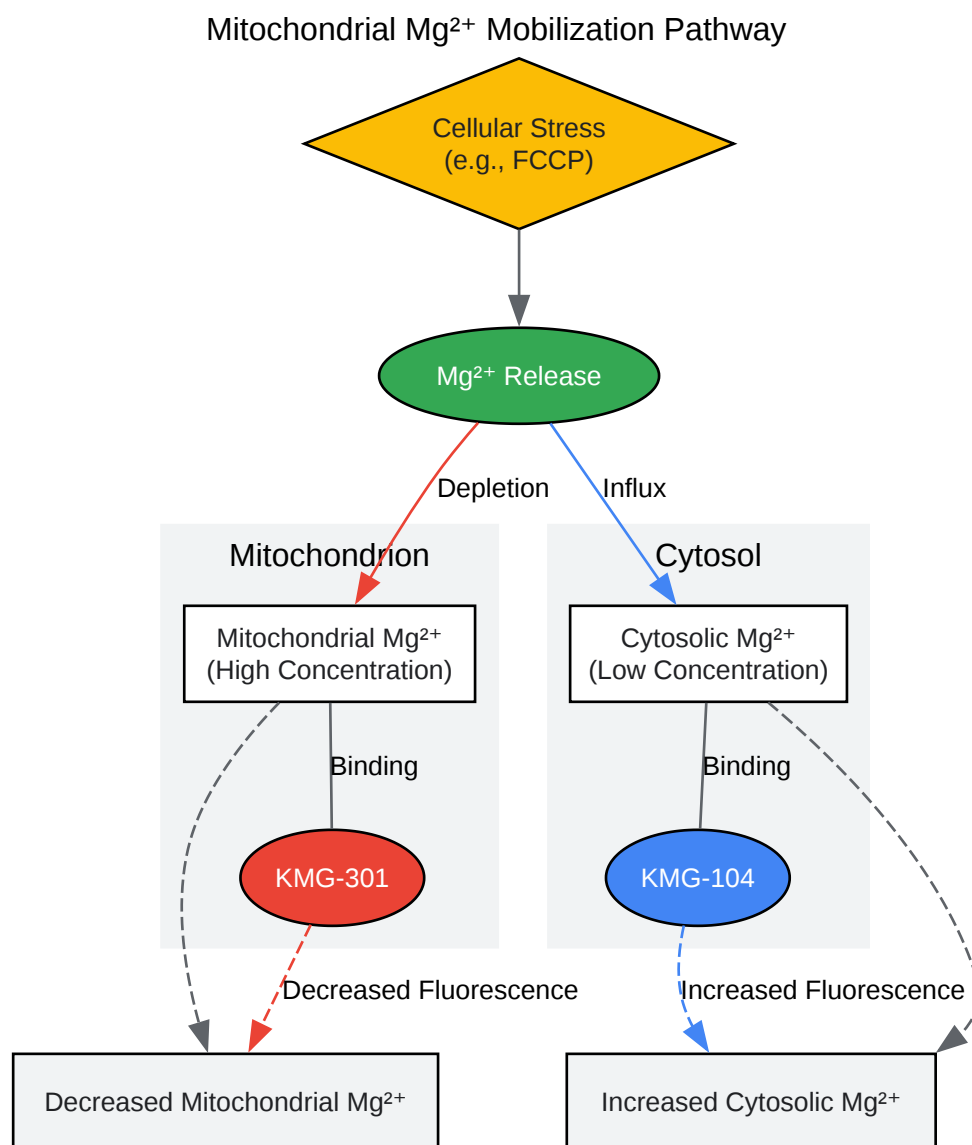 Mitochondrial Mg²⁺ Mobilization Pathway
Cellular Stress
(e.g., FCCP)
Mg²⁺ Release
Depletion
Influx
Mitochondrion
Cytosol
Mitochondrial Mg²⁺
(High Concentration)
Cytosolic Mg²⁺
(Low Concentration)
Binding
Binding
KMG-301
KMG-104
Decreased Fluorescence
Increased Fluorescence
Decreased Mitochondrial Mg²⁺
Increased Cytosolic Mg²⁺